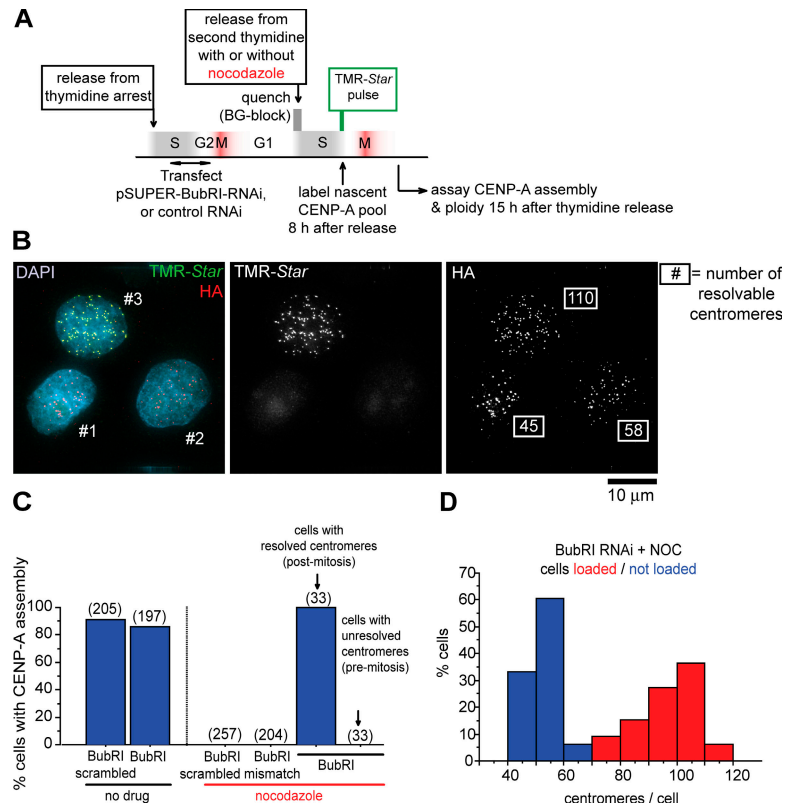 A
release from
thymidine arrest
release from
second thymidine
with or without
nocodazole
quench
(BG-block)
TMR-Star
pulse
S G2 M G1 S M
Transfect
pSUPER-BubRI-RNAi,
or control RNAi
label nascent
CENP-A pool
8 h after release
assay CENP-A assembly
& ploidy 15 h after thymidine release
B
DAPI TMR-Star
HA
#3
#1
#2
TMR-Star
HA
110
45
58
# = number of
resolvable
centromeres
10 µm
C
% cells with CENP-A assembly
100
80
60
40
20
0
(205)
(197)
(257)
(204)
(33)
(33)
cells with
resolved centromeres
(post-mitosis)
cells with
unresolved
centromeres
(pre-mitosis)
BubRI
scrambled
BubRI
BubRI
scrambled
BubRI
mismatch
BubRI
no drug
nocodazole
D
BubRI RNAi + NOC
cells loaded / not loaded
% cells
70
60
50
40
30
20
10
0
40 60 80 100 120
centromeres / cell